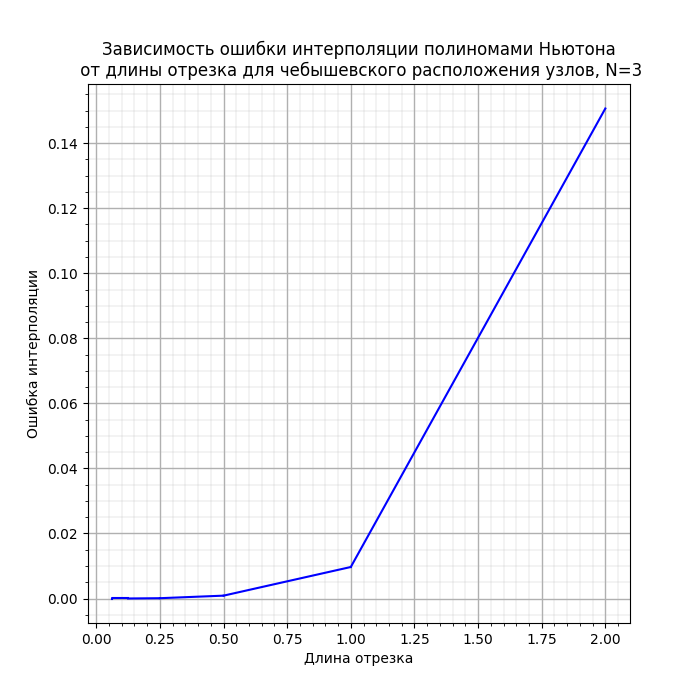 Зависимость ошибки интерполяции полиномами Ньютона
от длины отрезка для чебышевского расположения узлов, N=3
Ошибка интерполяции
0.14
0.12
0.10
0.08
0.06
0.04
0.02
0.00
0.00 0.25 0.50 0.75 1.00 1.25 1.50 1.75 2.00
Длина отрезка